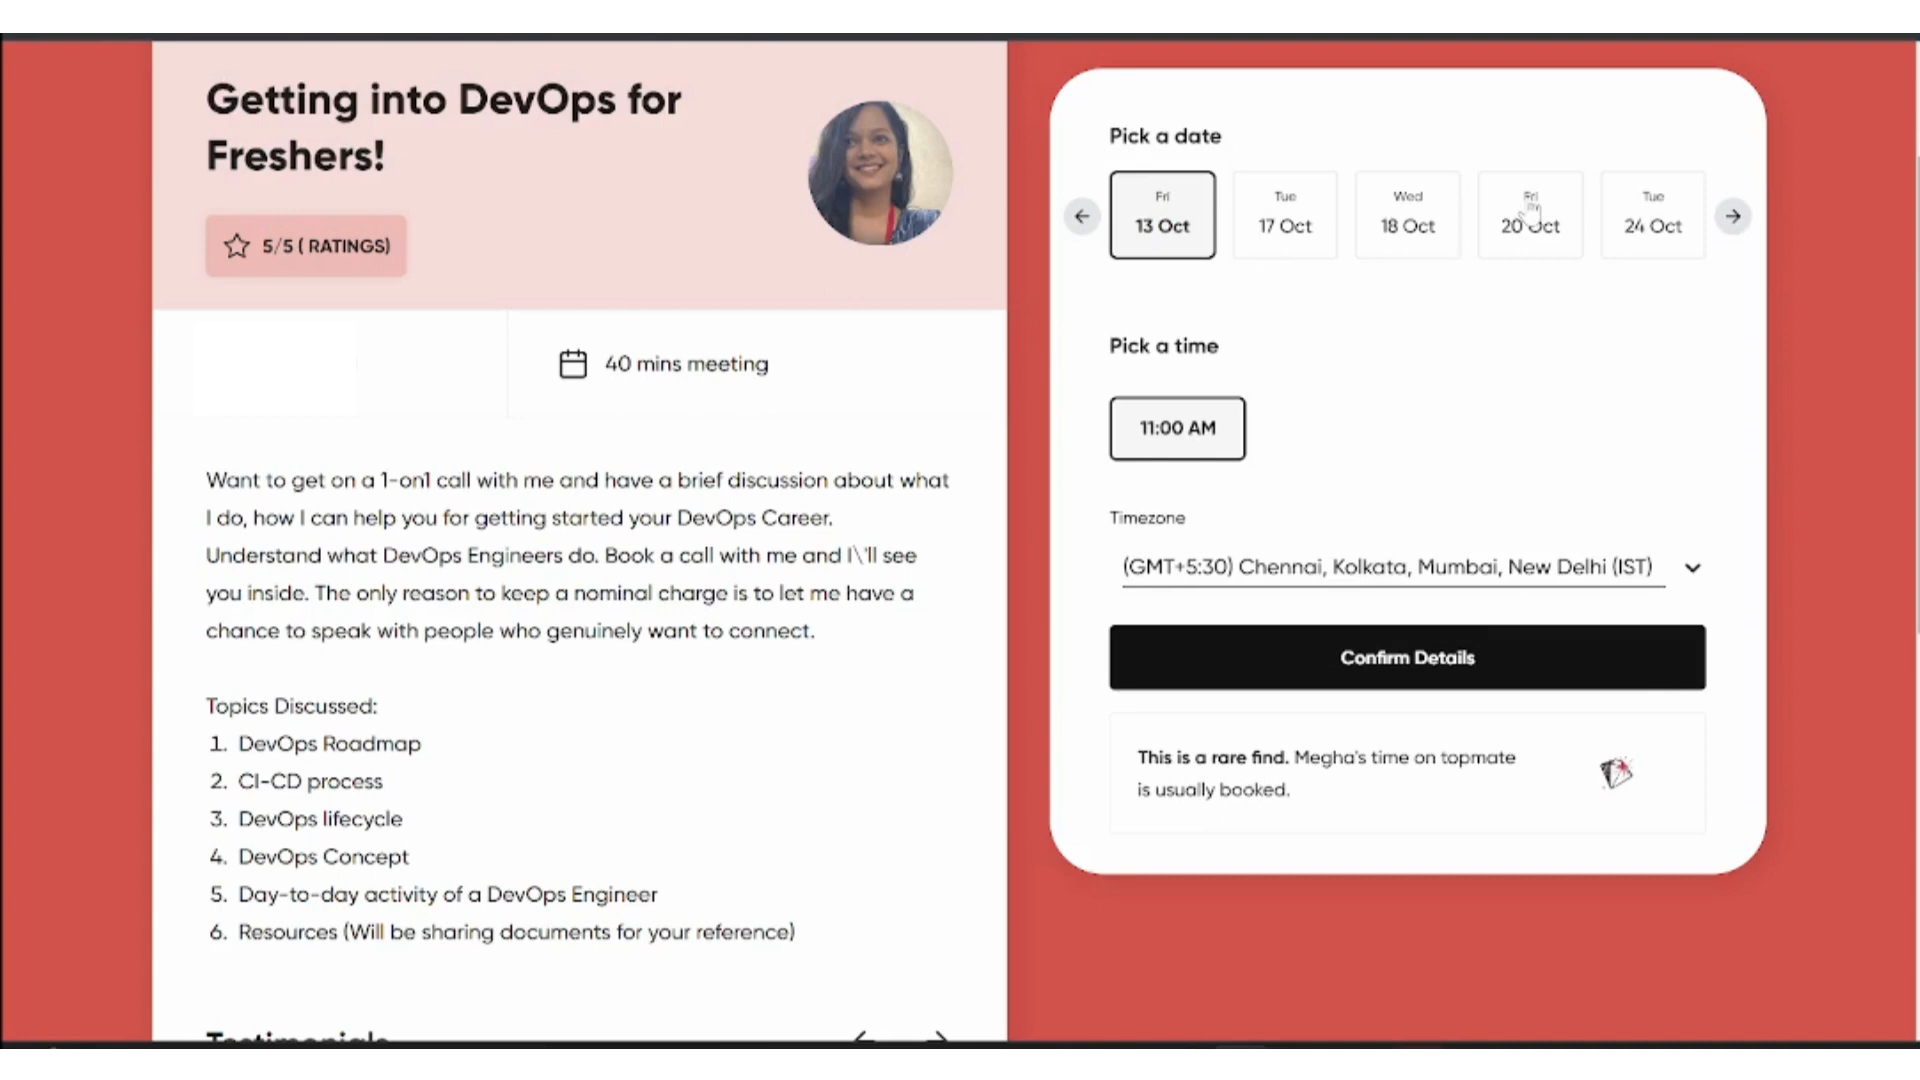 Getting into DevOps for
Freshers!
5/5 ( RATINGS)
40 mins meeting
Want to get on a 1-on1 call with me and have a brief discussion about what
I do, how I can help you for getting started your DevOps Career.
Understand what DevOps Engineers do. Book a call with me and I\'ll see
you inside. The only reason to keep a nominal charge is to let me have a
chance to speak with people who genuinely want to connect.
Topics Discussed:
1. DevOps Roadmap
2. CI-CD process
3. DevOps lifecycle
4. DevOps Concept
5. Day-to-day activity of a DevOps Engineer
6. Resources (Will be sharing documents for your reference)
Testimonials
Pick a date
Fri
13 Oct
Tue
17 Oct
Wed
18 Oct
Fri
20 Oct
Tue
24 Oct
Pick a time
11:00 AM
Timezone
(GMT+5:30) Chennai, Kolkata, Mumbai, New Delhi (IST)
Confirm Details
This is a rare find. Megha's time on topmate
is usually booked.